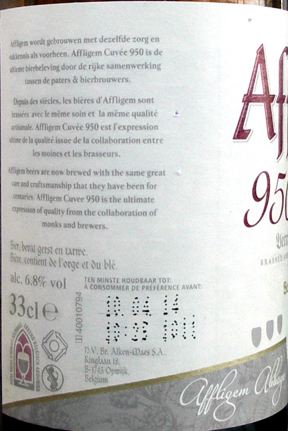 Affligem wordt gebrouwen met dezelfde zorg en
vakkennis als voorheen. Affligem Cuvée 950 is de
ultieme bierbeleving door de rijke samenwerking
tussen de paters & bierbrouwers.
Depuis des siècles, les bières d'Affligem sont
brassées avec le même soin et la même qualité
artisanale. Affligem Cuvée 950 est l'expression
ultime de la qualité issue de la collaboration entre
les moines et les brasseurs.
Affligem beers are now brewed with the same great
care and craftsmanship that they have been for
centuries. Affligem Cuvee 950 is the ultimate
expression of quality from the collaboration of
monks and brewers.
Bier, bevat gerst en tarwe.
Bière, contient de l'orge et du blé.
alc. 6.8% vol
33cl e
TEN MINSTE HOUDBAAR TOT:
À CONSOMMER DE PRÉFÉRENCE AVANT:
10 04 14
40010794
N.V. Br. Alken-Maes S.A.
Ringlaan 18,
B-1745 Opwijk,
Belgium
Aff
950
Affligem Abbaye